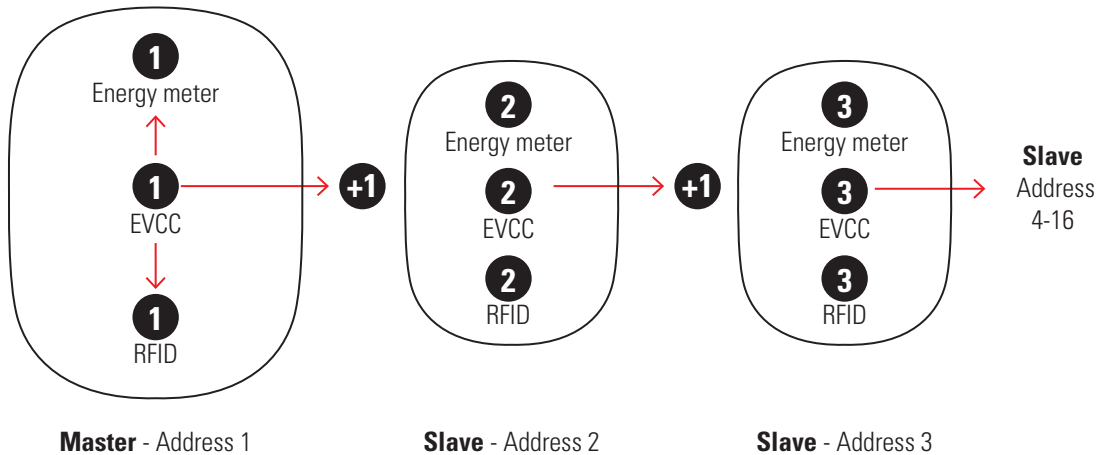 1
Energy meter
1
EVCC
1
RFID
+1
2
Energy meter
2
EVCC
2
RFID
+1
3
Energy meter
3
EVCC
3
RFID
Slave
Address
4-16
Master - Address 1
Slave - Address 2
Slave - Address 3